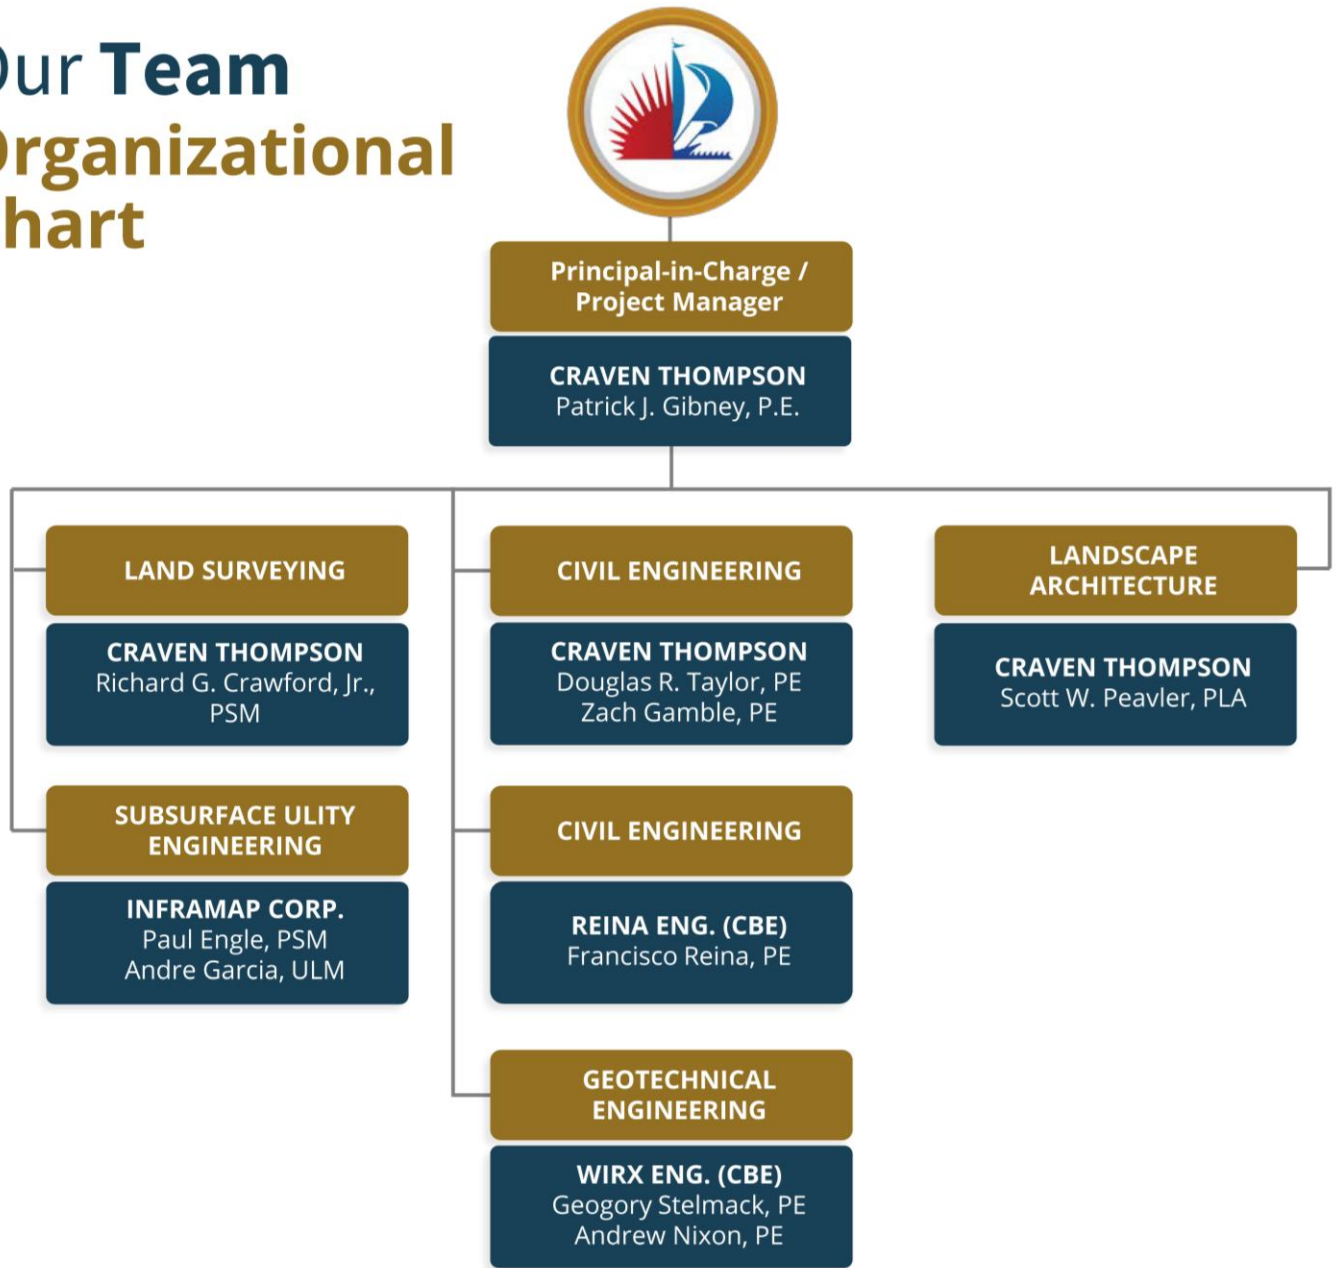 Our Team
Organizational
hart
Principal-in-Charge /
Project Manager
CRAVEN THOMPSON
Patrick J. Gibney, P.E.
LAND SURVEYING
CRAVEN THOMPSON
Richard G. Crawford, Jr.,
PSM
SUBSURFACE ULITY
ENGINEERING
INFRAMAP CORP.
Paul Engle, PSM
Andre Garcia, ULM
CIVIL ENGINEERING
CRAVEN THOMPSON
Douglas R. Taylor, PE
Zach Gamble, PE
CIVIL ENGINEERING
REINA ENG. (CBE)
Francisco Reina, PE
GEOTECHNICAL
ENGINEERING
WIRX ENG. (CBE)
Geogory Stelmack, PE
Andrew Nixon, PE
LANDSCAPE
ARCHITECTURE
CRAVEN THOMPSON
Scott W. Peavler, PLA